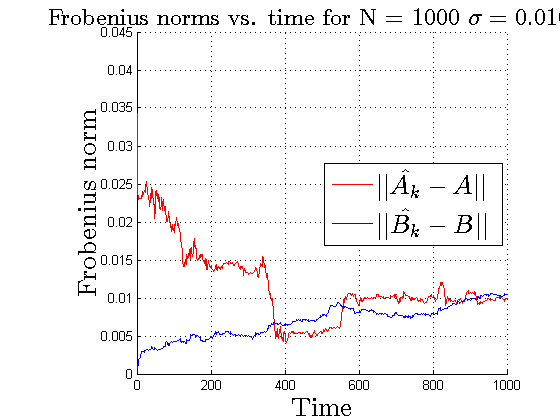 Frobenius norms vs. time for N = 1000 σ = 0.01
0.045
0.04
0.035
0.03
0.025
0.02
0.015
0.01
0.005
0
Frobenius norm
||Â_k − A||
||B̂_k − B||
0 200 400 600 800 1000
Time